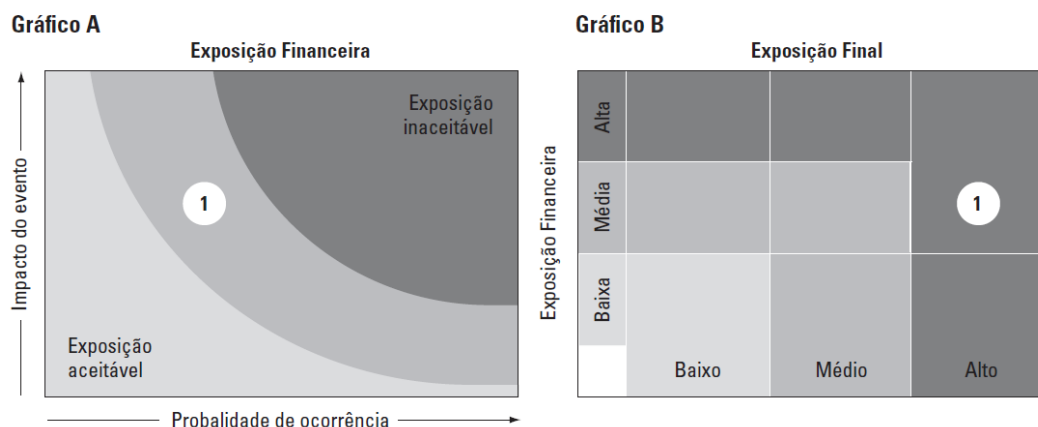 Gráfico A
Exposição Financeira
Impacto do evento
Exposição
inaceitável
1
Exposição
aceitável
Probalidade de ocorrência
Gráfico B
Exposição Final
Exposição Financeira
Alta
Média
1
Baixa
Baixo
Médio
Alto